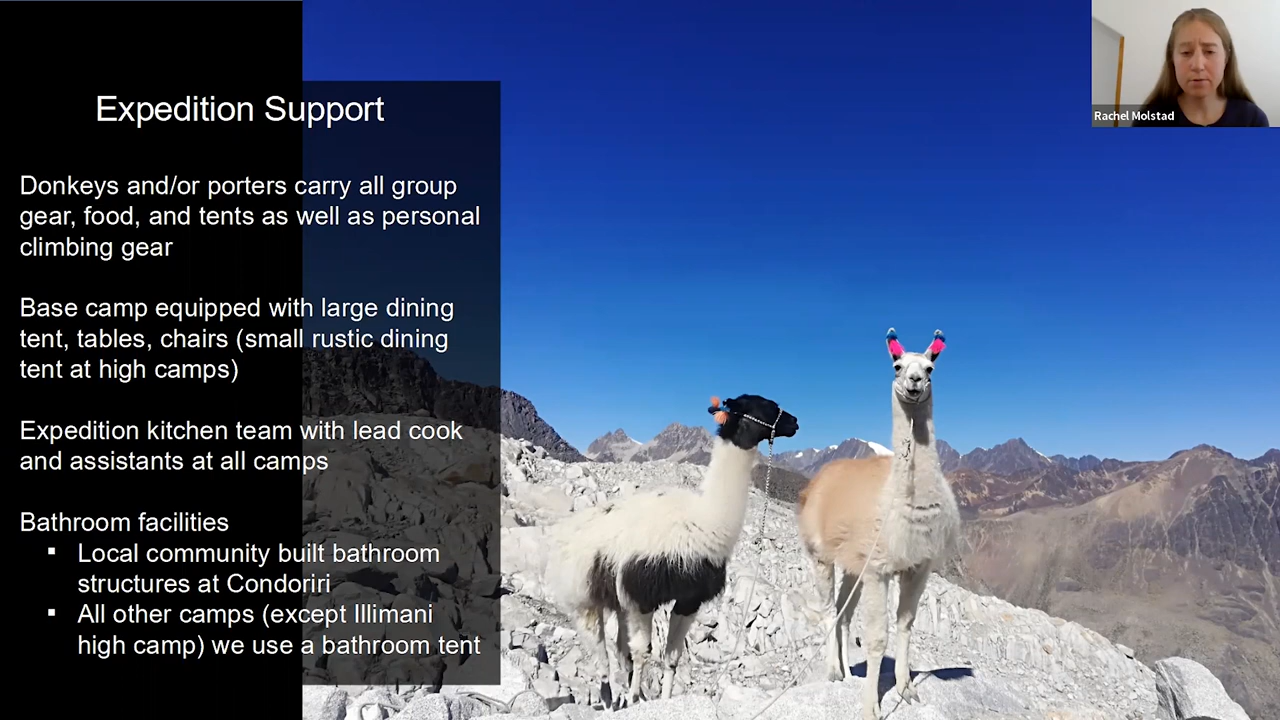 Expedition Support
Donkeys and/or porters carry all group
gear, food, and tents as well as personal
climbing gear
Base camp equipped with large dining
tent, tables, chairs (small rustic dining
tent at high camps)
Expedition kitchen team with lead cook
and assistants at all camps
Bathroom facilities
▪ Local community built bathroom
structures at Condoriri
▪ All other camps (except Illimani
high camp) we use a bathroom tent
Rachel Molstad